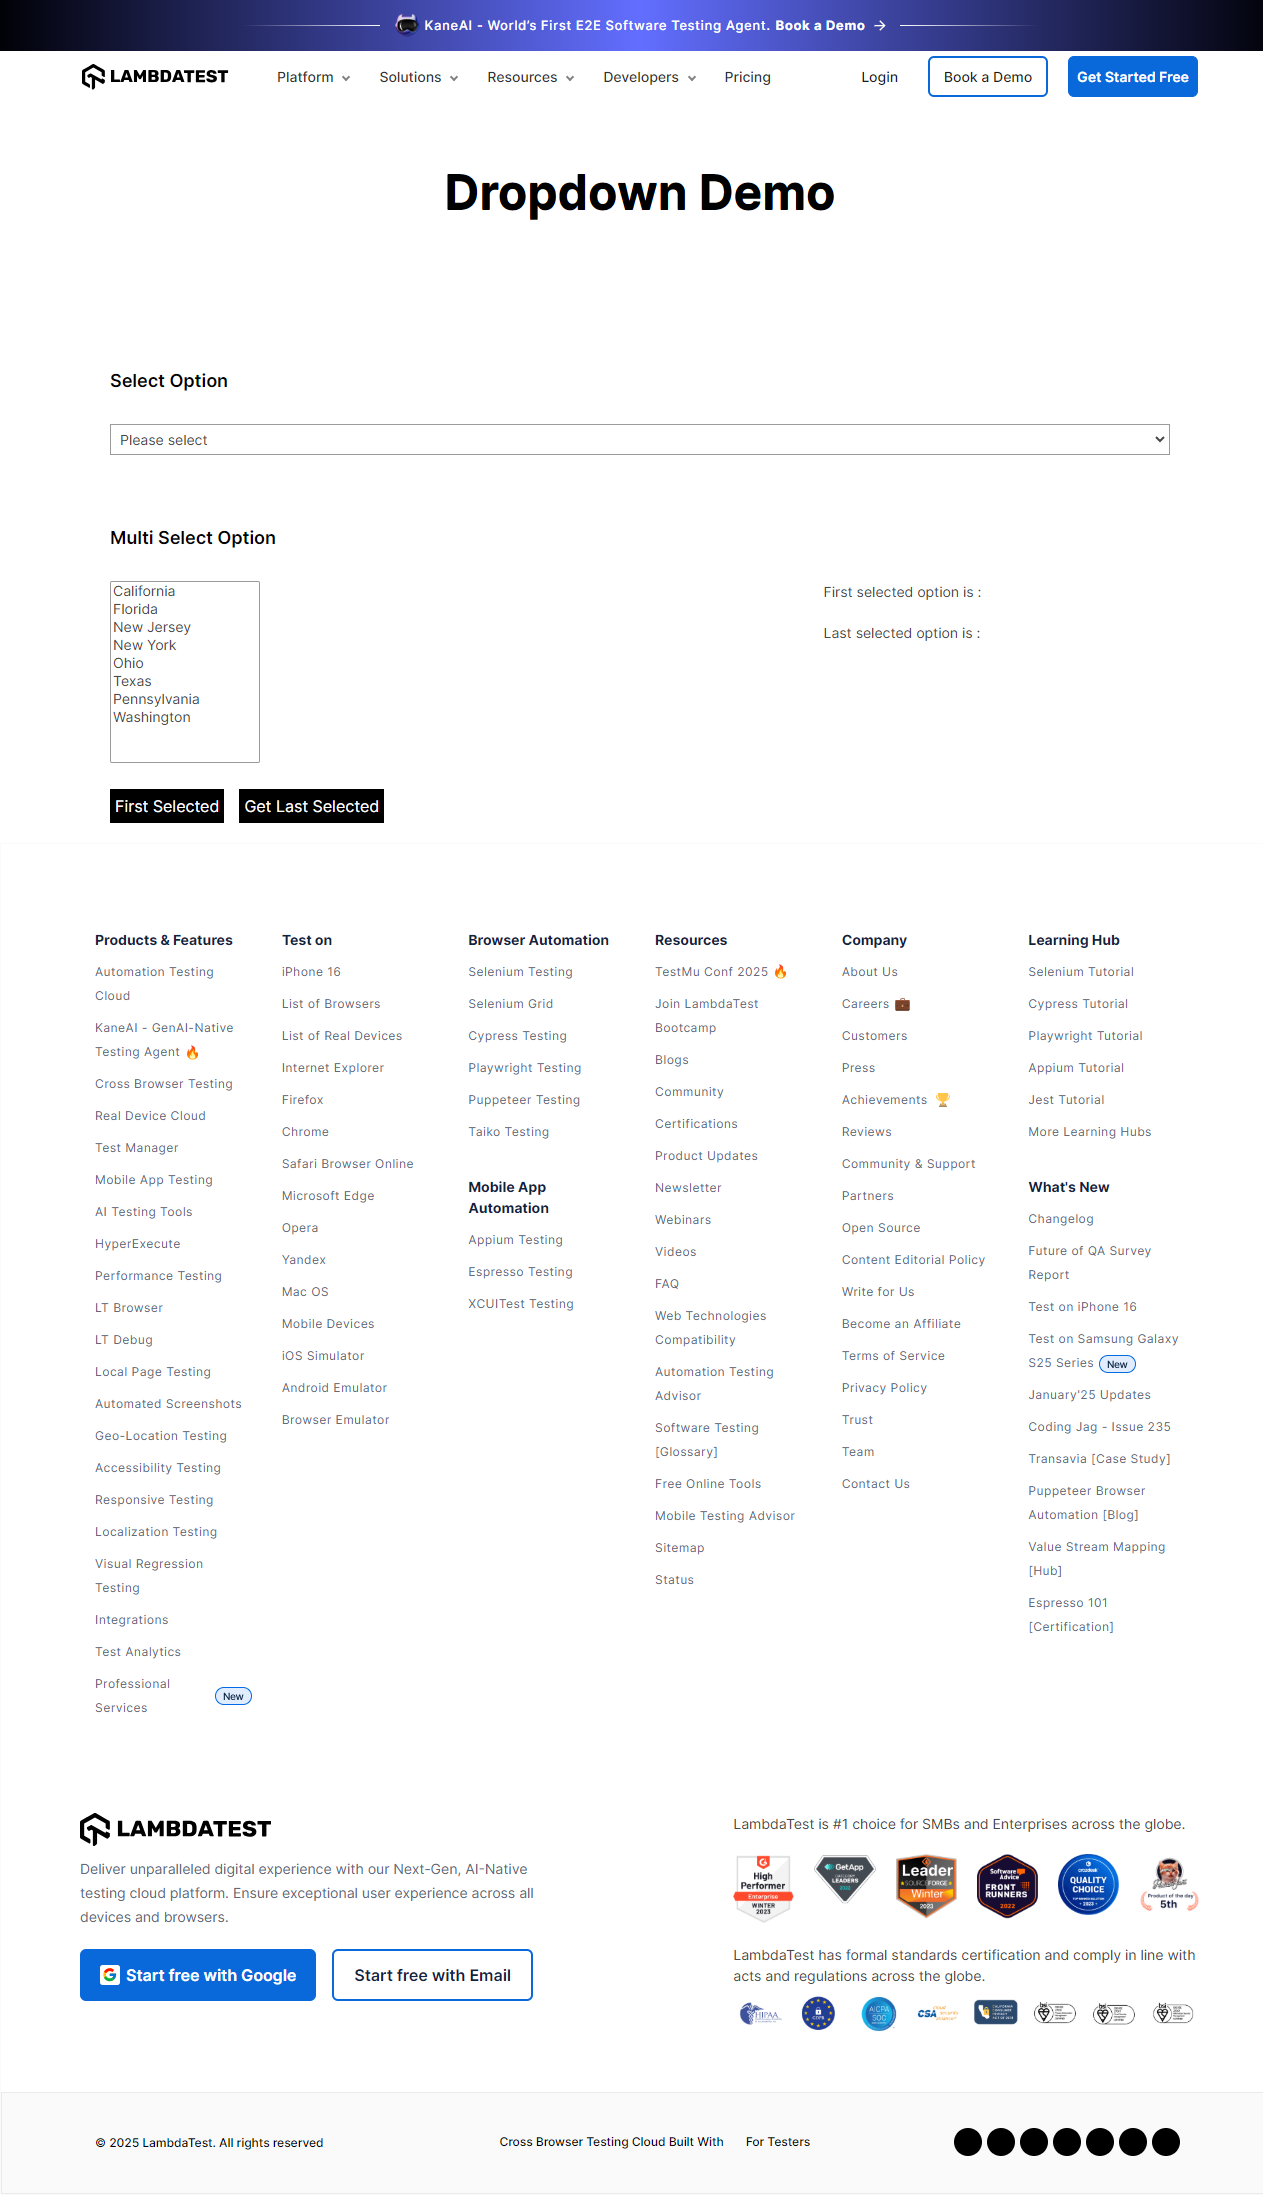 KaneAI - World's First E2E Software Testing Agent. Book a Demo →
LAMBDATEST Platform Solutions Resources Developers Pricing Login Book a Demo Get Started Free
Dropdown Demo
Select Option
Please select
Multi Select Option
California
Florida
New Jersey
New York
Ohio
Texas
Pennsylvania
Washington
First selected option is :
Last selected option is :
First Selected Get Last Selected
Products & Features
Automation Testing
Cloud
KaneAI - GenAI-Native
Testing Agent 🔥
Cross Browser Testing
Real Device Cloud
Test Manager
Mobile App Testing
AI Testing Tools
HyperExecute
Performance Testing
LT Browser
LT Debug
Local Page Testing
Automated Screenshots
Geo-Location Testing
Accessibility Testing
Responsive Testing
Localization Testing
Visual Regression
Testing
Integrations
Test Analytics
Professional
Services New
Test on
iPhone 16
List of Browsers
List of Real Devices
Internet Explorer
Firefox
Chrome
Safari Browser Online
Microsoft Edge
Opera
Yandex
Mac OS
Mobile Devices
iOS Simulator
Android Emulator
Browser Emulator
Browser Automation
Selenium Testing
Selenium Grid
Cypress Testing
Playwright Testing
Puppeteer Testing
Taiko Testing
Mobile App
Automation
Appium Testing
Espresso Testing
XCUITest Testing
Resources
TestMu Conf 2025 🔥
Join LambdaTest
Bootcamp
Blogs
Community
Certifications
Product Updates
Newsletter
Webinars
Videos
FAQ
Web Technologies
Compatibility
Automation Testing
Advisor
Software Testing
[Glossary]
Free Online Tools
Mobile Testing Advisor
Sitemap
Status
Company
About Us
Careers 💼
Customers
Press
Achievements 🏆
Reviews
Community & Support
Partners
Open Source
Content Editorial Policy
Write for Us
Become an Affiliate
Terms of Service
Privacy Policy
Trust
Team
Contact Us
Learning Hub
Selenium Tutorial
Cypress Tutorial
Playwright Tutorial
Appium Tutorial
Jest Tutorial
More Learning Hubs
What's New
Changelog
Future of QA Survey
Report
Test on iPhone 16
Test on Samsung Galaxy
S25 Series New
January'25 Updates
Coding Jag - Issue 235
Transavia [Case Study]
Puppeteer Browser
Automation [Blog]
Value Stream Mapping
[Hub]
Espresso 101
[Certification]
LAMBDATEST
Deliver unparalleled digital experience with our Next-Gen, AI-Native
testing cloud platform. Ensure exceptional user experience across all
devices and browsers.
Start free with Google Start free with Email
LambdaTest is #1 choice for SMBs and Enterprises across the globe.
High
Performer
Enterprise
WINTER
2023
GetApp
LEADERS
2022
Leader
SOURCEFORGE
Winter
2023
Software
Advice
FRONT
RUNNERS
2022
crozdesk
QUALITY
CHOICE
2023
Product of the day
5th
LambdaTest has formal standards certification and comply in line with
acts and regulations across the globe.
HIPAA
GDPR
AICPA
SOC
CSA
bsi
bsi
bsi
© 2025 LambdaTest. All rights reserved
Cross Browser Testing Cloud Built With For Testers